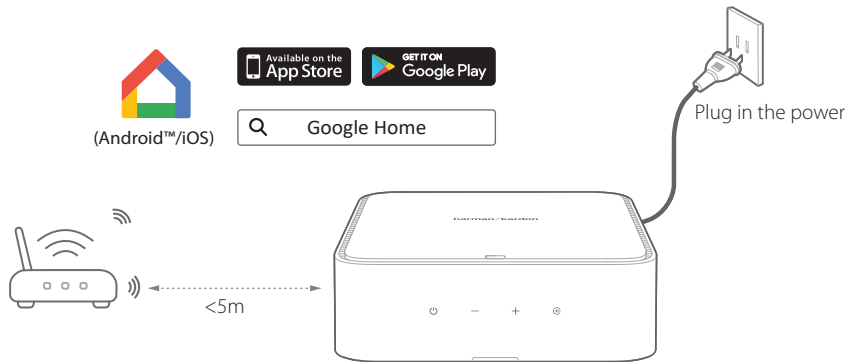 Available on the
App Store
GET IT ON
Google Play
(Android™/iOS)
Google Home
Plug in the power
harman/kardon
<5m